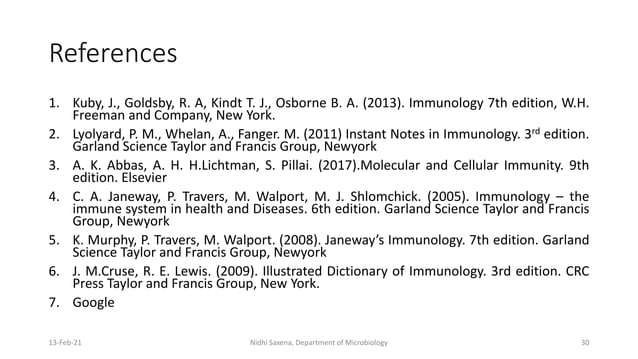 References
1. Kuby, J., Goldsby, R. A, Kindt T. J., Osborne B. A. (2013). Immunology 7th edition, W.H.
Freeman and Company, New York.
2. Lyolyard, P. M., Whelan, A., Fanger. M. (2011) Instant Notes in Immunology. 3rd edition.
Garland Science Taylor and Francis Group, Newyork
3. A. K. Abbas, A. H. H.Lichtman, S. Pillai. (2017).Molecular and Cellular Immunity. 9th
edition. Elsevier
4. C. A. Janeway, P. Travers, M. Walport, M. J. Shlomchick. (2005). Immunology – the
immune system in health and Diseases. 6th edition. Garland Science Taylor and Francis
Group, Newyork
5. K. Murphy, P. Travers, M. Walport. (2008). Janeway’s Immunology. 7th edition. Garland
Science Taylor and Francis Group, Newyork
6. J. M.Cruse, R. E. Lewis. (2009). Illustrated Dictionary of Immunology. 3rd edition. CRC
Press Taylor and Francis Group, New York.
7. Google
13-Feb-21 Nidhi Saxena, Department of Microbiology 30